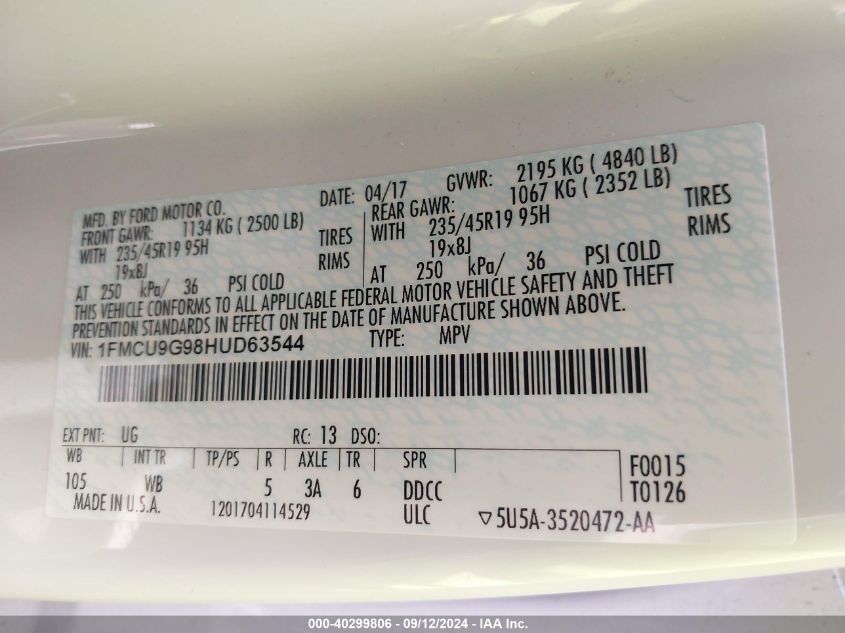 MFD. BY FORD MOTOR CO. DATE: 04/17 GVWR: 2195 KG ( 4840 LB)
FRONT GAWR: 1134 KG ( 2500 LB) REAR GAWR: 1067 KG ( 2352 LB)
WITH 235/45R19 95H TIRES WITH 235/45R19 95H TIRES
19x8J RIMS 19x8J RIMS
AT 250 kPa/ 36 PSI COLD AT 250 kPa/ 36 PSI COLD
THIS VEHICLE CONFORMS TO ALL APPLICABLE FEDERAL MOTOR VEHICLE SAFETY AND THEFT
PREVENTION STANDARDS IN EFFECT ON THE DATE OF MANUFACTURE SHOWN ABOVE.
VIN: 1FMCU9G98HUD63544 TYPE: MPV
EXT PNT: UG RC: 13 DSO:
WB INT TR TP/PS R AXLE TR SPR F0015
105 WB 5 3A 6 DDCC T0126
MADE IN U.S.A. 1201704114529 ULC ▽5U5A-3520472-AA
000-40299806 - 09/12/2024 - IAA Inc.